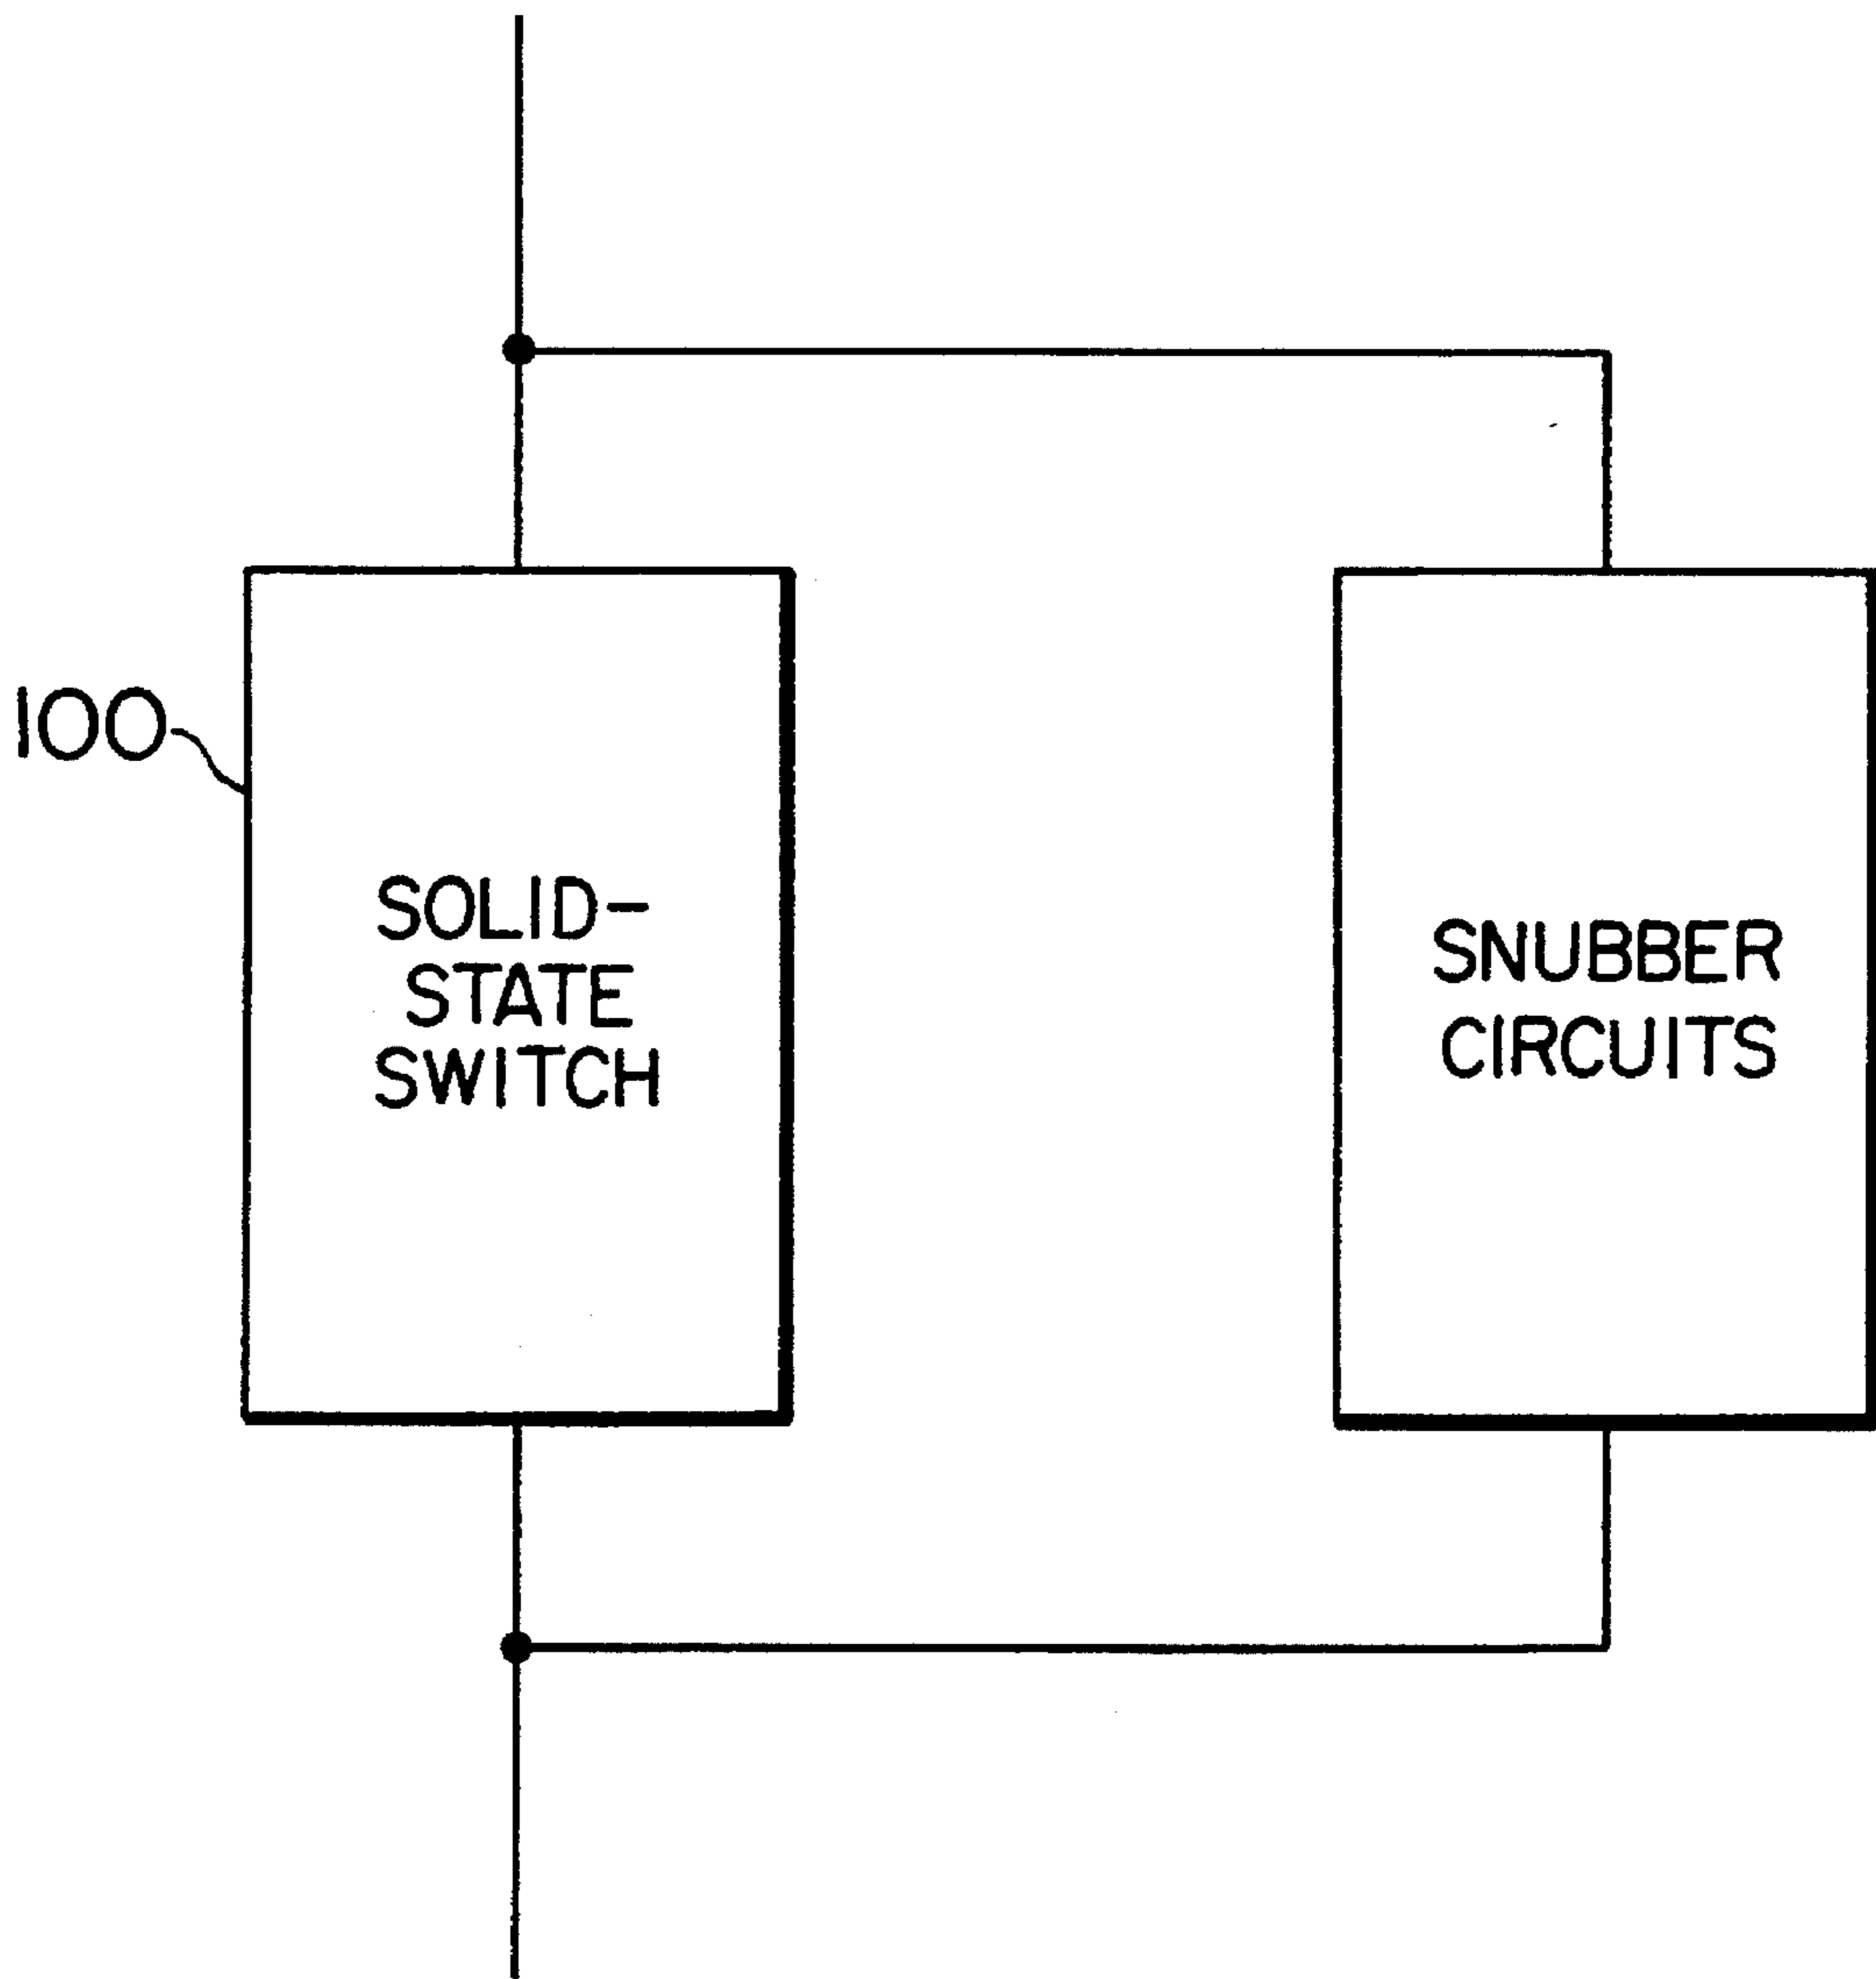 100
SOLID-
STATE
SWITCH
SNUBBER
CIRCUITS